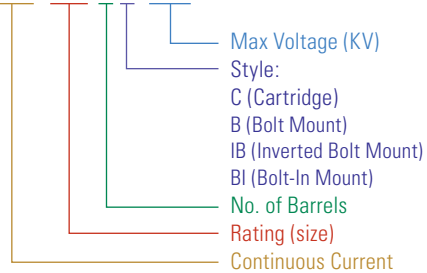 Max Voltage (KV)
Style:
C (Cartridge)
B (Bolt Mount)
IB (Inverted Bolt Mount)
BI (Bolt-In Mount)
No. of Barrels
Rating (size)
Continuous Current